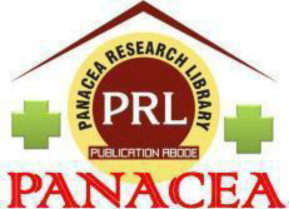 PANACEA RESEARCH LIBRARY
PRL
PUBLICATION ABODE
PANACEA